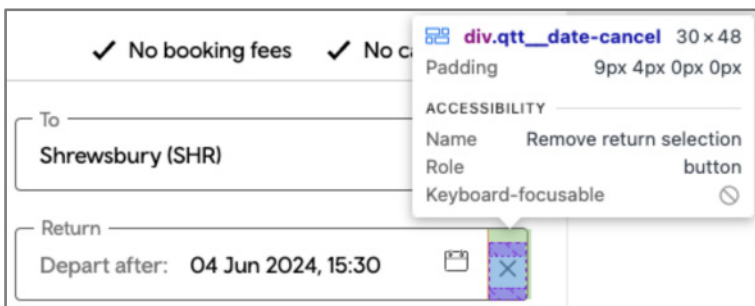 ✓ No booking fees ✓ No c
div.qtt__date-cancel 30 × 48
Padding 9px 4px 0px 0px
ACCESSIBILITY
Name Remove return selection
Role button
Keyboard-focusable
To
Shrewsbury (SHR)
Return
Depart after: 04 Jun 2024, 15:30